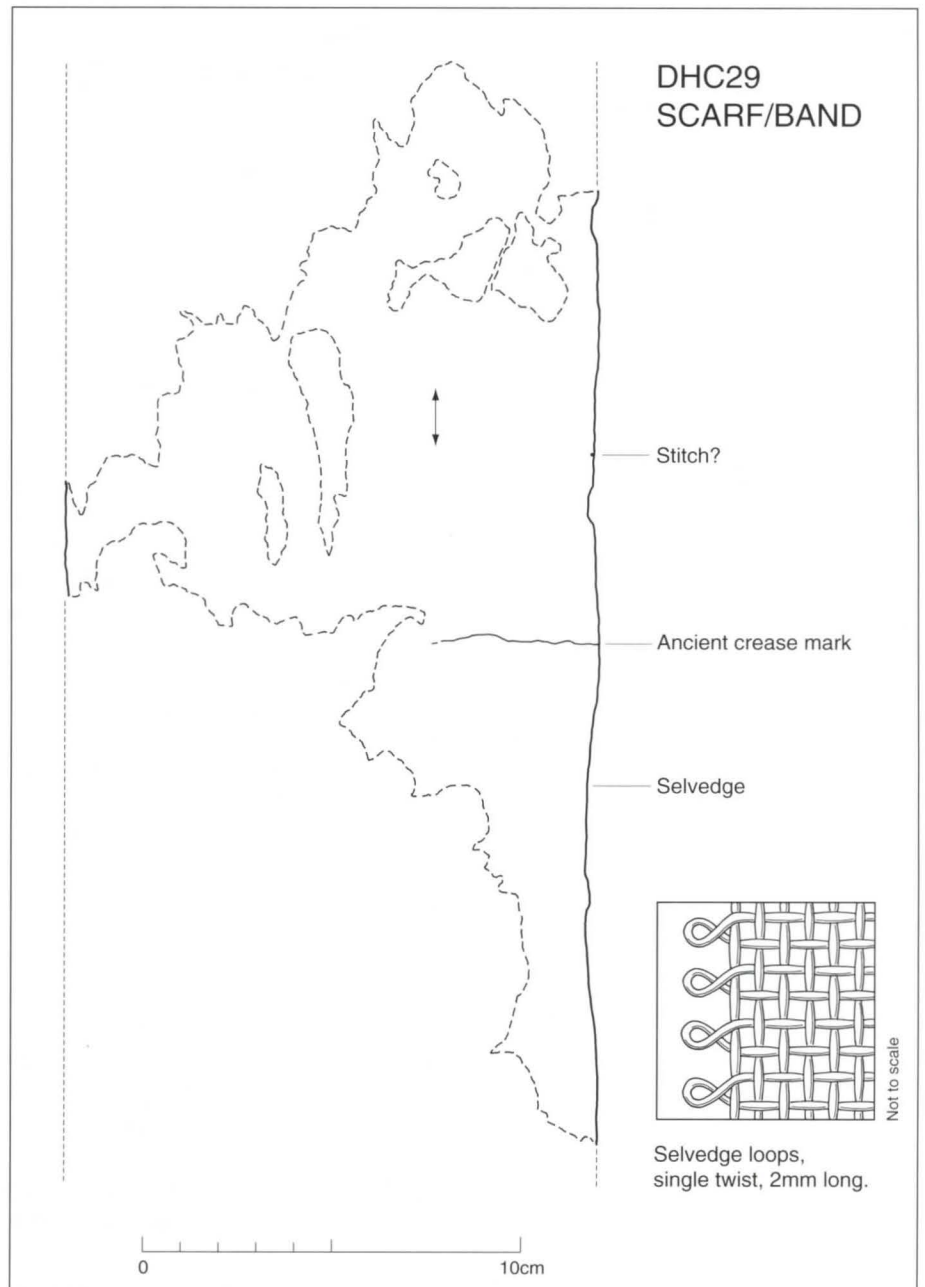 DHC29
SCARF/BAND
Stitch?
Ancient crease mark
Selvedge
Not to scale
Selvedge loops,
single twist, 2mm long.
0 10cm